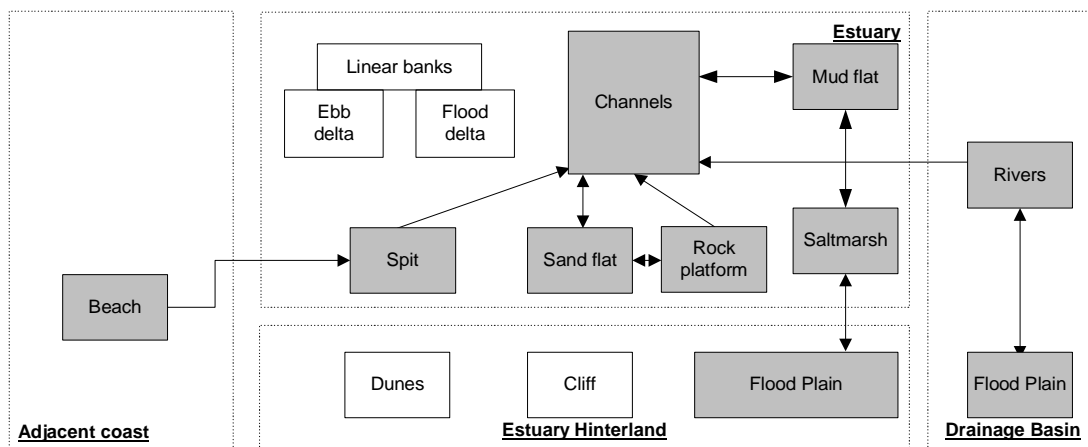 Estuary
Linear banks
Ebb
delta
Flood
delta
Channels
Mud flat
Rivers
Spit
Sand flat
Rock
platform
Saltmarsh
Beach
Dunes
Cliff
Flood Plain
Flood Plain
Adjacent coast
Estuary Hinterland
Drainage Basin